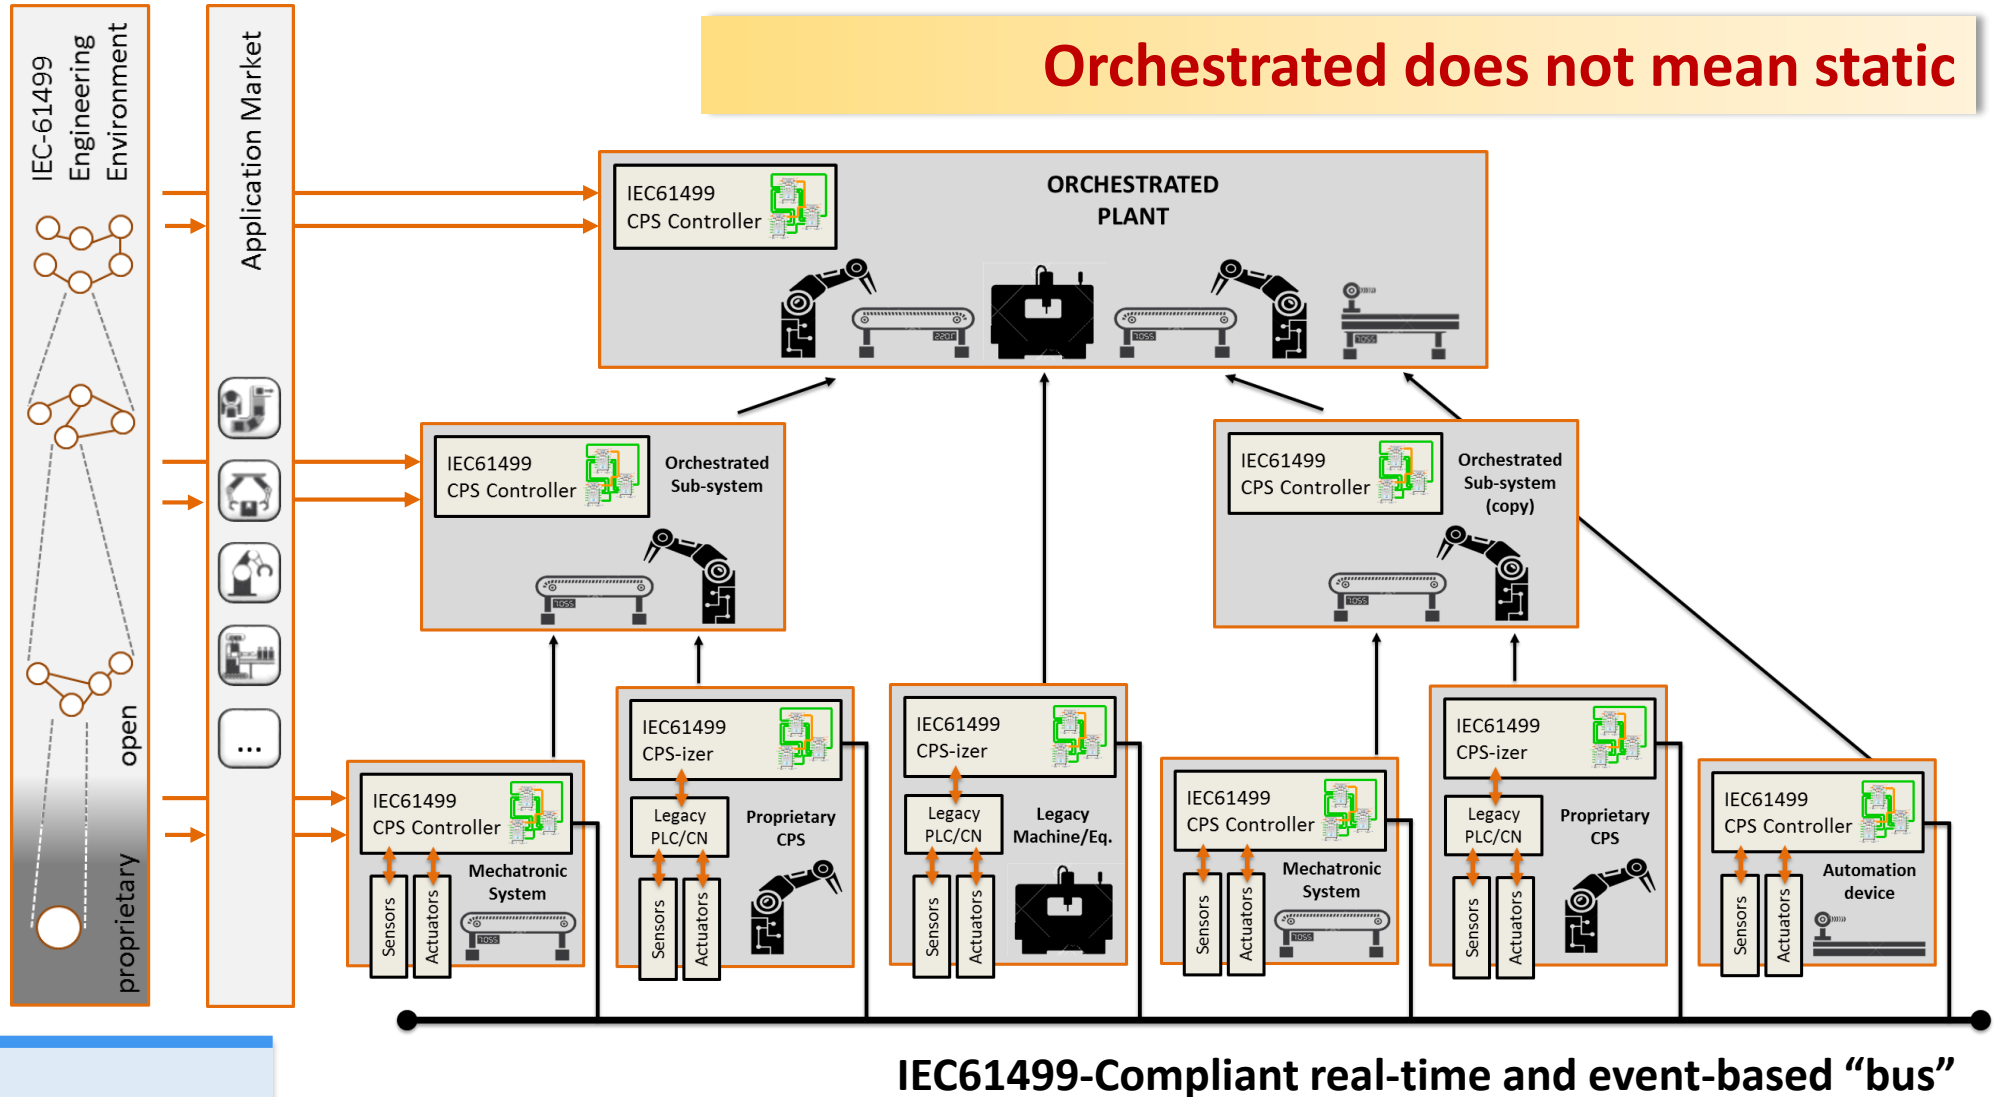 Orchestrated does not mean static
IEC-61499
Engineering
Environment
open
proprietary
Application Market
...
IEC61499
CPS Controller
ORCHESTRATED
PLANT
IEC61499
CPS Controller
Orchestrated
Sub-system
7055
IEC61499
CPS Controller
Orchestrated
Sub-system
(copy)
7055
IEC61499
CPS Controller
Sensors
Actuators
Mechatronic
System
7055
IEC61499
CPS-izer
Legacy
PLC/CN
Sensors
Actuators
Proprietary
CPS
IEC61499
CPS-izer
Legacy
PLC/CN
Sensors
Actuators
Legacy
Machine/Eq.
IEC61499
CPS Controller
Sensors
Actuators
Mechatronic
System
7055
IEC61499
CPS-izer
Legacy
PLC/CN
Sensors
Actuators
Proprietary
CPS
IEC61499
CPS Controller
Sensors
Actuators
Automation
device
IEC61499-Compliant real-time and event-based “bus”